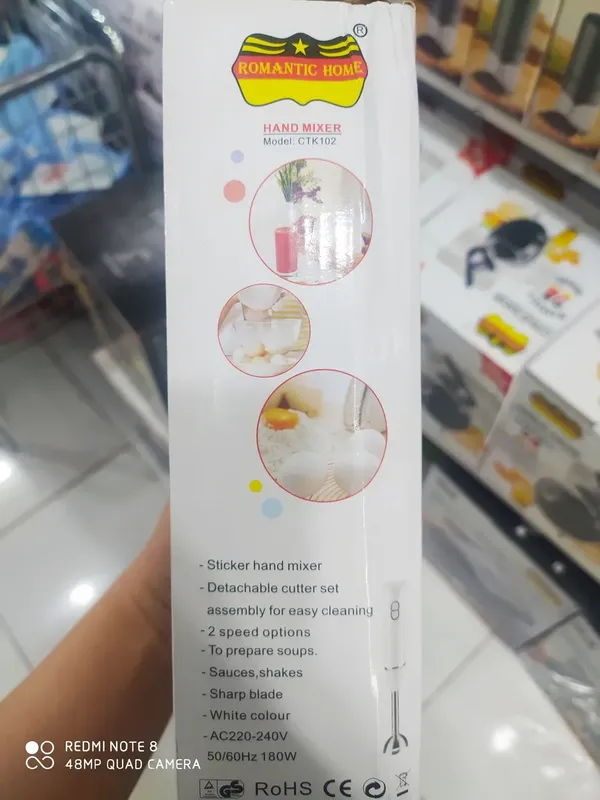 ROMANTIC HOME
®
HAND MIXER
Model: CTK102
- Sticker hand mixer
- Detachable cutter set
assembly for easy cleaning
- 2 speed options
- To prepare soups.
- Sauces,shakes
- Sharp blade
- White colour
- AC220-240V
50/60Hz 180W
GS RoHS CE
REDMI NOTE 8
48MP QUAD CAMERA